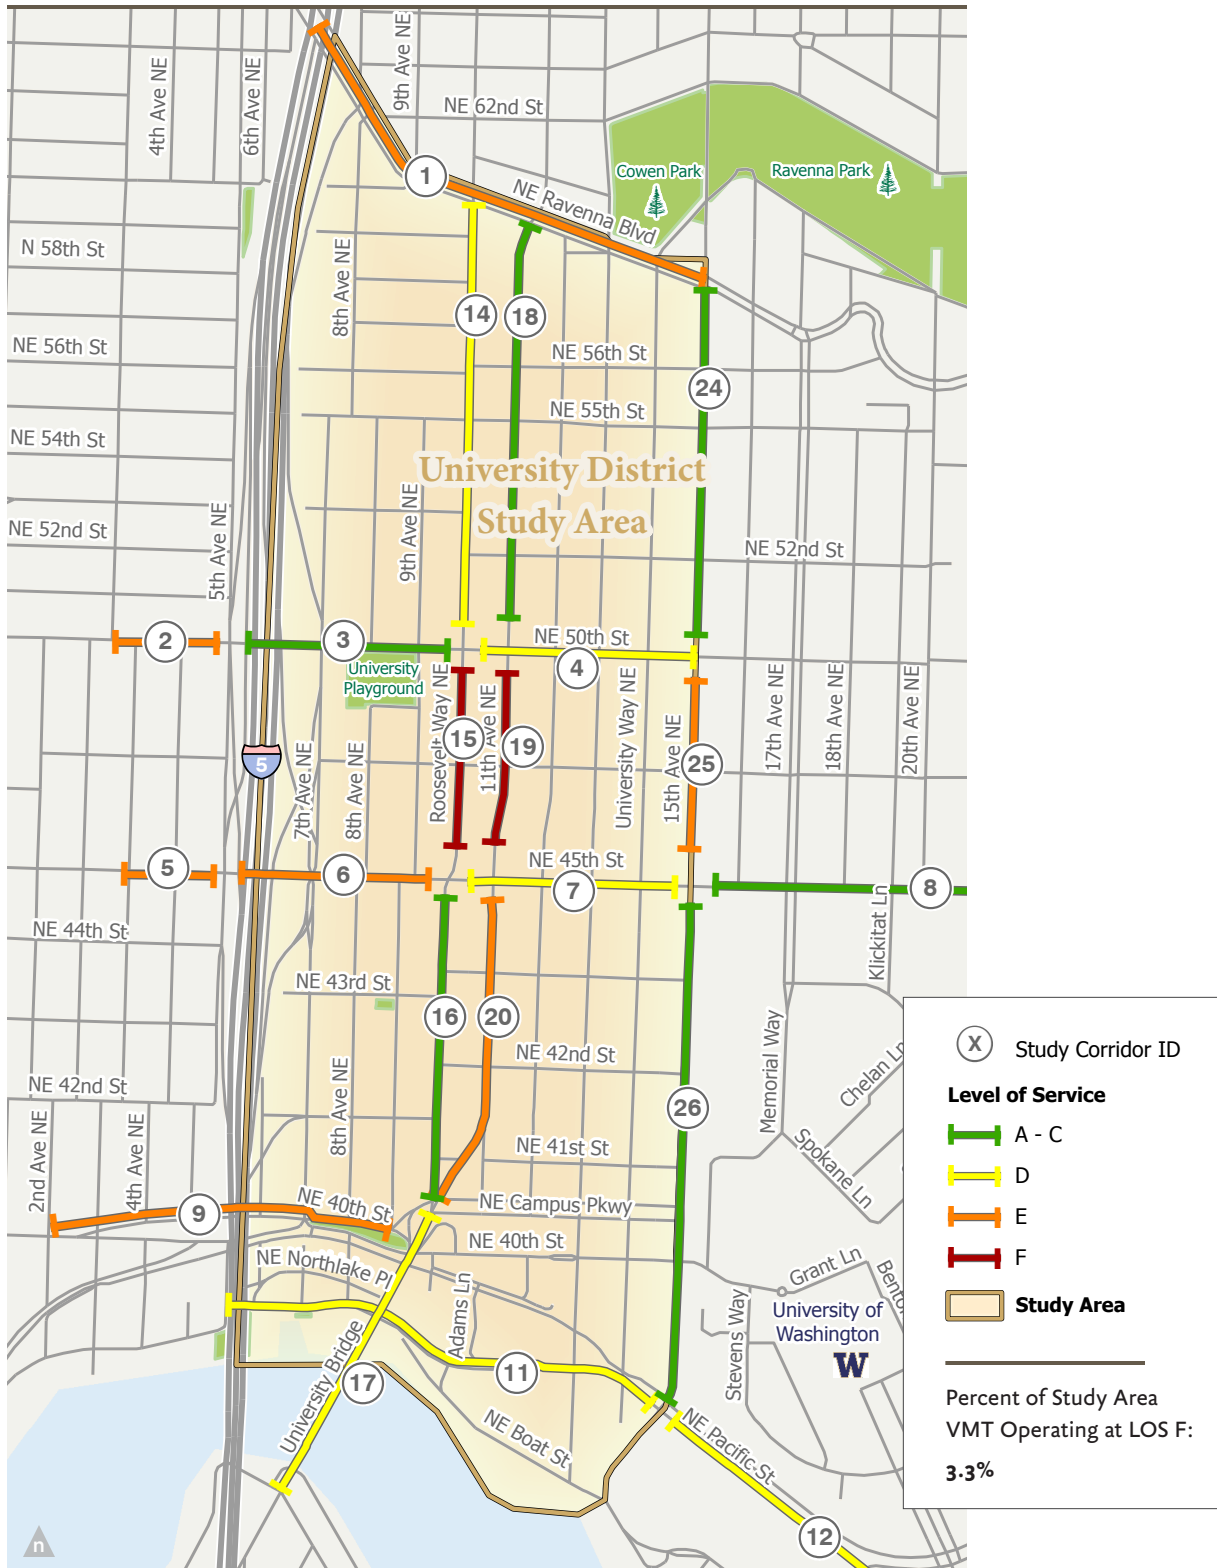 9th Ave NE
4th Ave NE
6th Ave NE
NE 62nd St
1
Cowen Park
Ravenna Park
NE Ravenna Blvd
N 58th St
8th Ave NE
14
18
NE 56th St
NE 56th St
24
NE 55th St
NE 54th St
University District
Study Area
9th Ave NE
NE 52nd St
5th Ave NE
NE 52nd St
2
3
NE 50th St
4
University
Playground
Roosevelt Way NE
11th Ave NE
University Way NE
15th Ave NE
17th Ave NE
18th Ave NE
20th Ave NE
15
19
25
5
7th Ave NE
8th Ave NE
NE 45th St
5
6
7
8
NE 44th St
Klickitat Ln
NE 43rd St
16
20
Memorial Way
NE 42nd St
Chelan Ln
NE 42nd St
8th Ave NE
26
2nd Ave NE
4th Ave NE
NE 41st St
Spokane Ln
9
NE 40th St
NE Campus Pkwy
NE 40th St
NE Northlake Pl
Grant Ln
Adams Ln
Stevens Way
University of
Washington
W
University Bridge
17
11
NE Boat St
NE Pacific St
12
n
X
Study Corridor ID
Level of Service
A - C
D
E
F
Study Area
Percent of Study Area
VMT Operating at LOS F:
3.3%